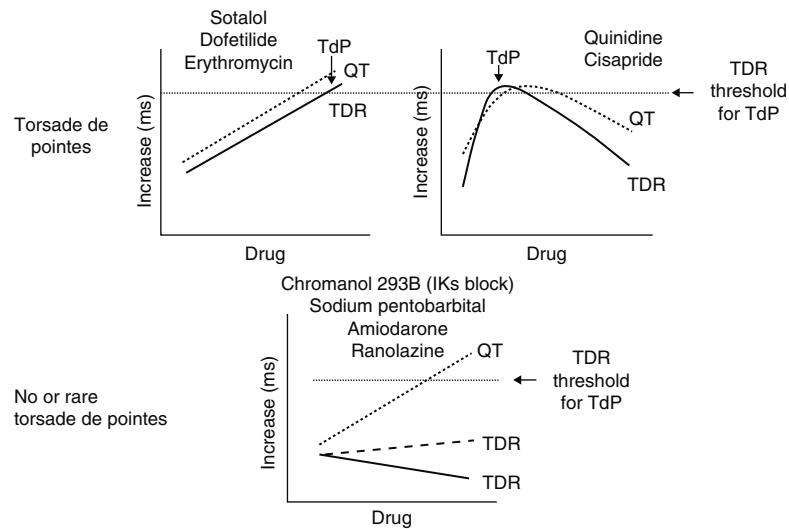 Sotalol
Dofetilide
Erythromycin
TdP
QT
TDR
Increase (ms)
Drug
Torsade de
pointes
TdP
Quinidine
Cisapride
QT
TDR
Increase (ms)
Drug
TDR
threshold
for TdP
Chromanol 293B (IKs block)
Sodium pentobarbital
Amiodarone
Ranolazine
QT
TDR
TDR
Increase (ms)
Drug
TDR
threshold
for TdP
No or rare
torsade de pointes